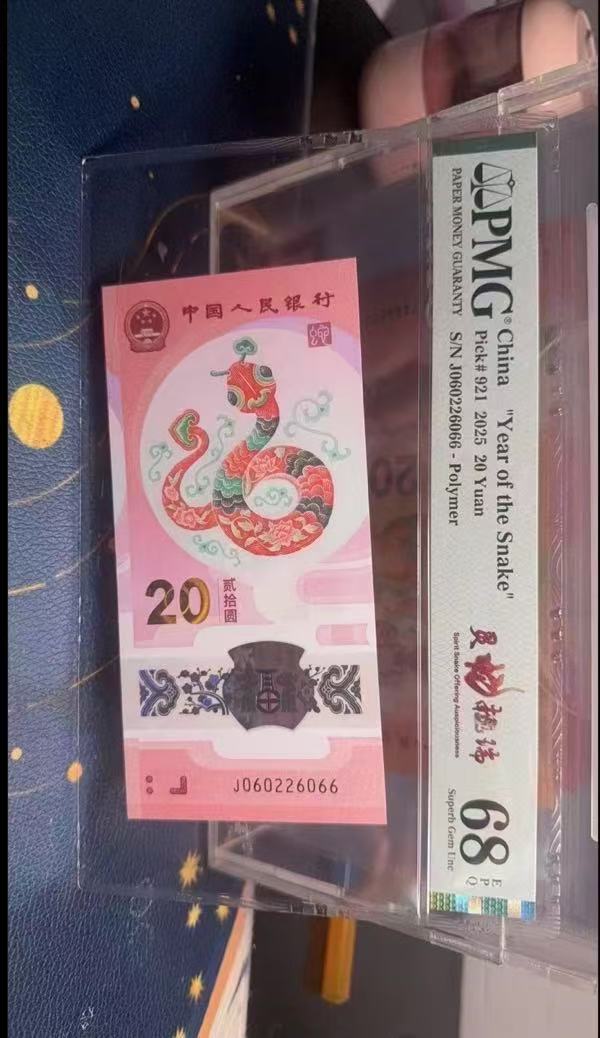 PMG®
PAPER MONEY GUARANTY
China "Year of the Snake"
Pick# 921 2025 20 Yuan
S/N J060226066 - Polymer
Spirit Snake Offering Auspiciousness
68
EPQ
Superb Gem Unc
中国人民银行
20
贰拾圆
J060226066
20